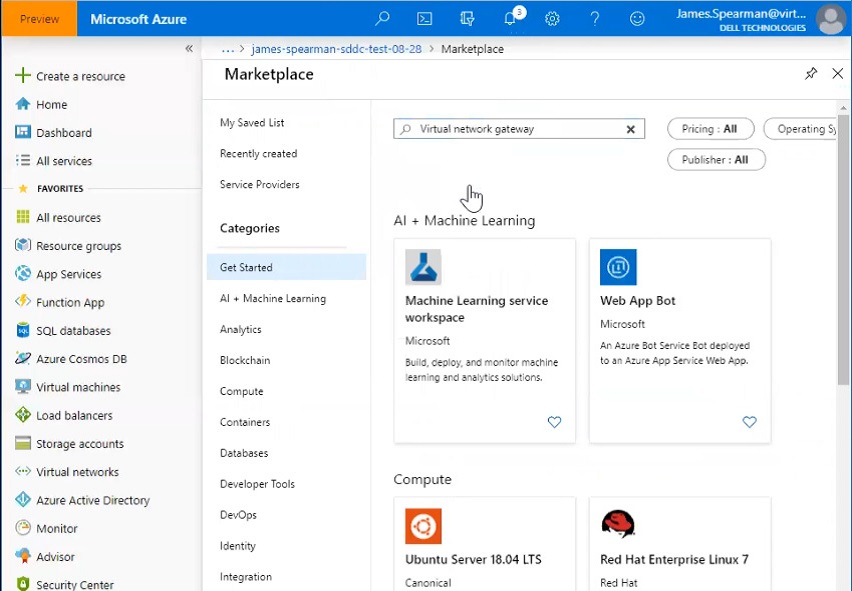 Preview
Microsoft Azure
3
James.Spearman@virt...
DELL TECHNOLOGIES
... > james-spearman-sddc-test-08-28 > Marketplace
Create a resource
Home
Dashboard
All services
FAVORITES
All resources
Resource groups
App Services
Function App
SQL databases
Azure Cosmos DB
Virtual machines
Load balancers
Storage accounts
Virtual networks
Azure Active Directory
Monitor
Advisor
Security Center
Marketplace
My Saved List
Recently created
Service Providers
Categories
Get Started
AI + Machine Learning
Analytics
Blockchain
Compute
Containers
Databases
Developer Tools
DevOps
Identity
Integration
Virtual network gateway
Pricing : All
Operating Sy
Publisher : All
AI + Machine Learning
Machine Learning service
workspace
Microsoft
Build, deploy, and monitor machine
learning and analytics solutions.
Web App Bot
Microsoft
An Azure Bot Service Bot deployed
to an Azure App Service Web App.
Compute
Ubuntu Server 18.04 LTS
Canonical
Red Hat Enterprise Linux 7
Red Hat